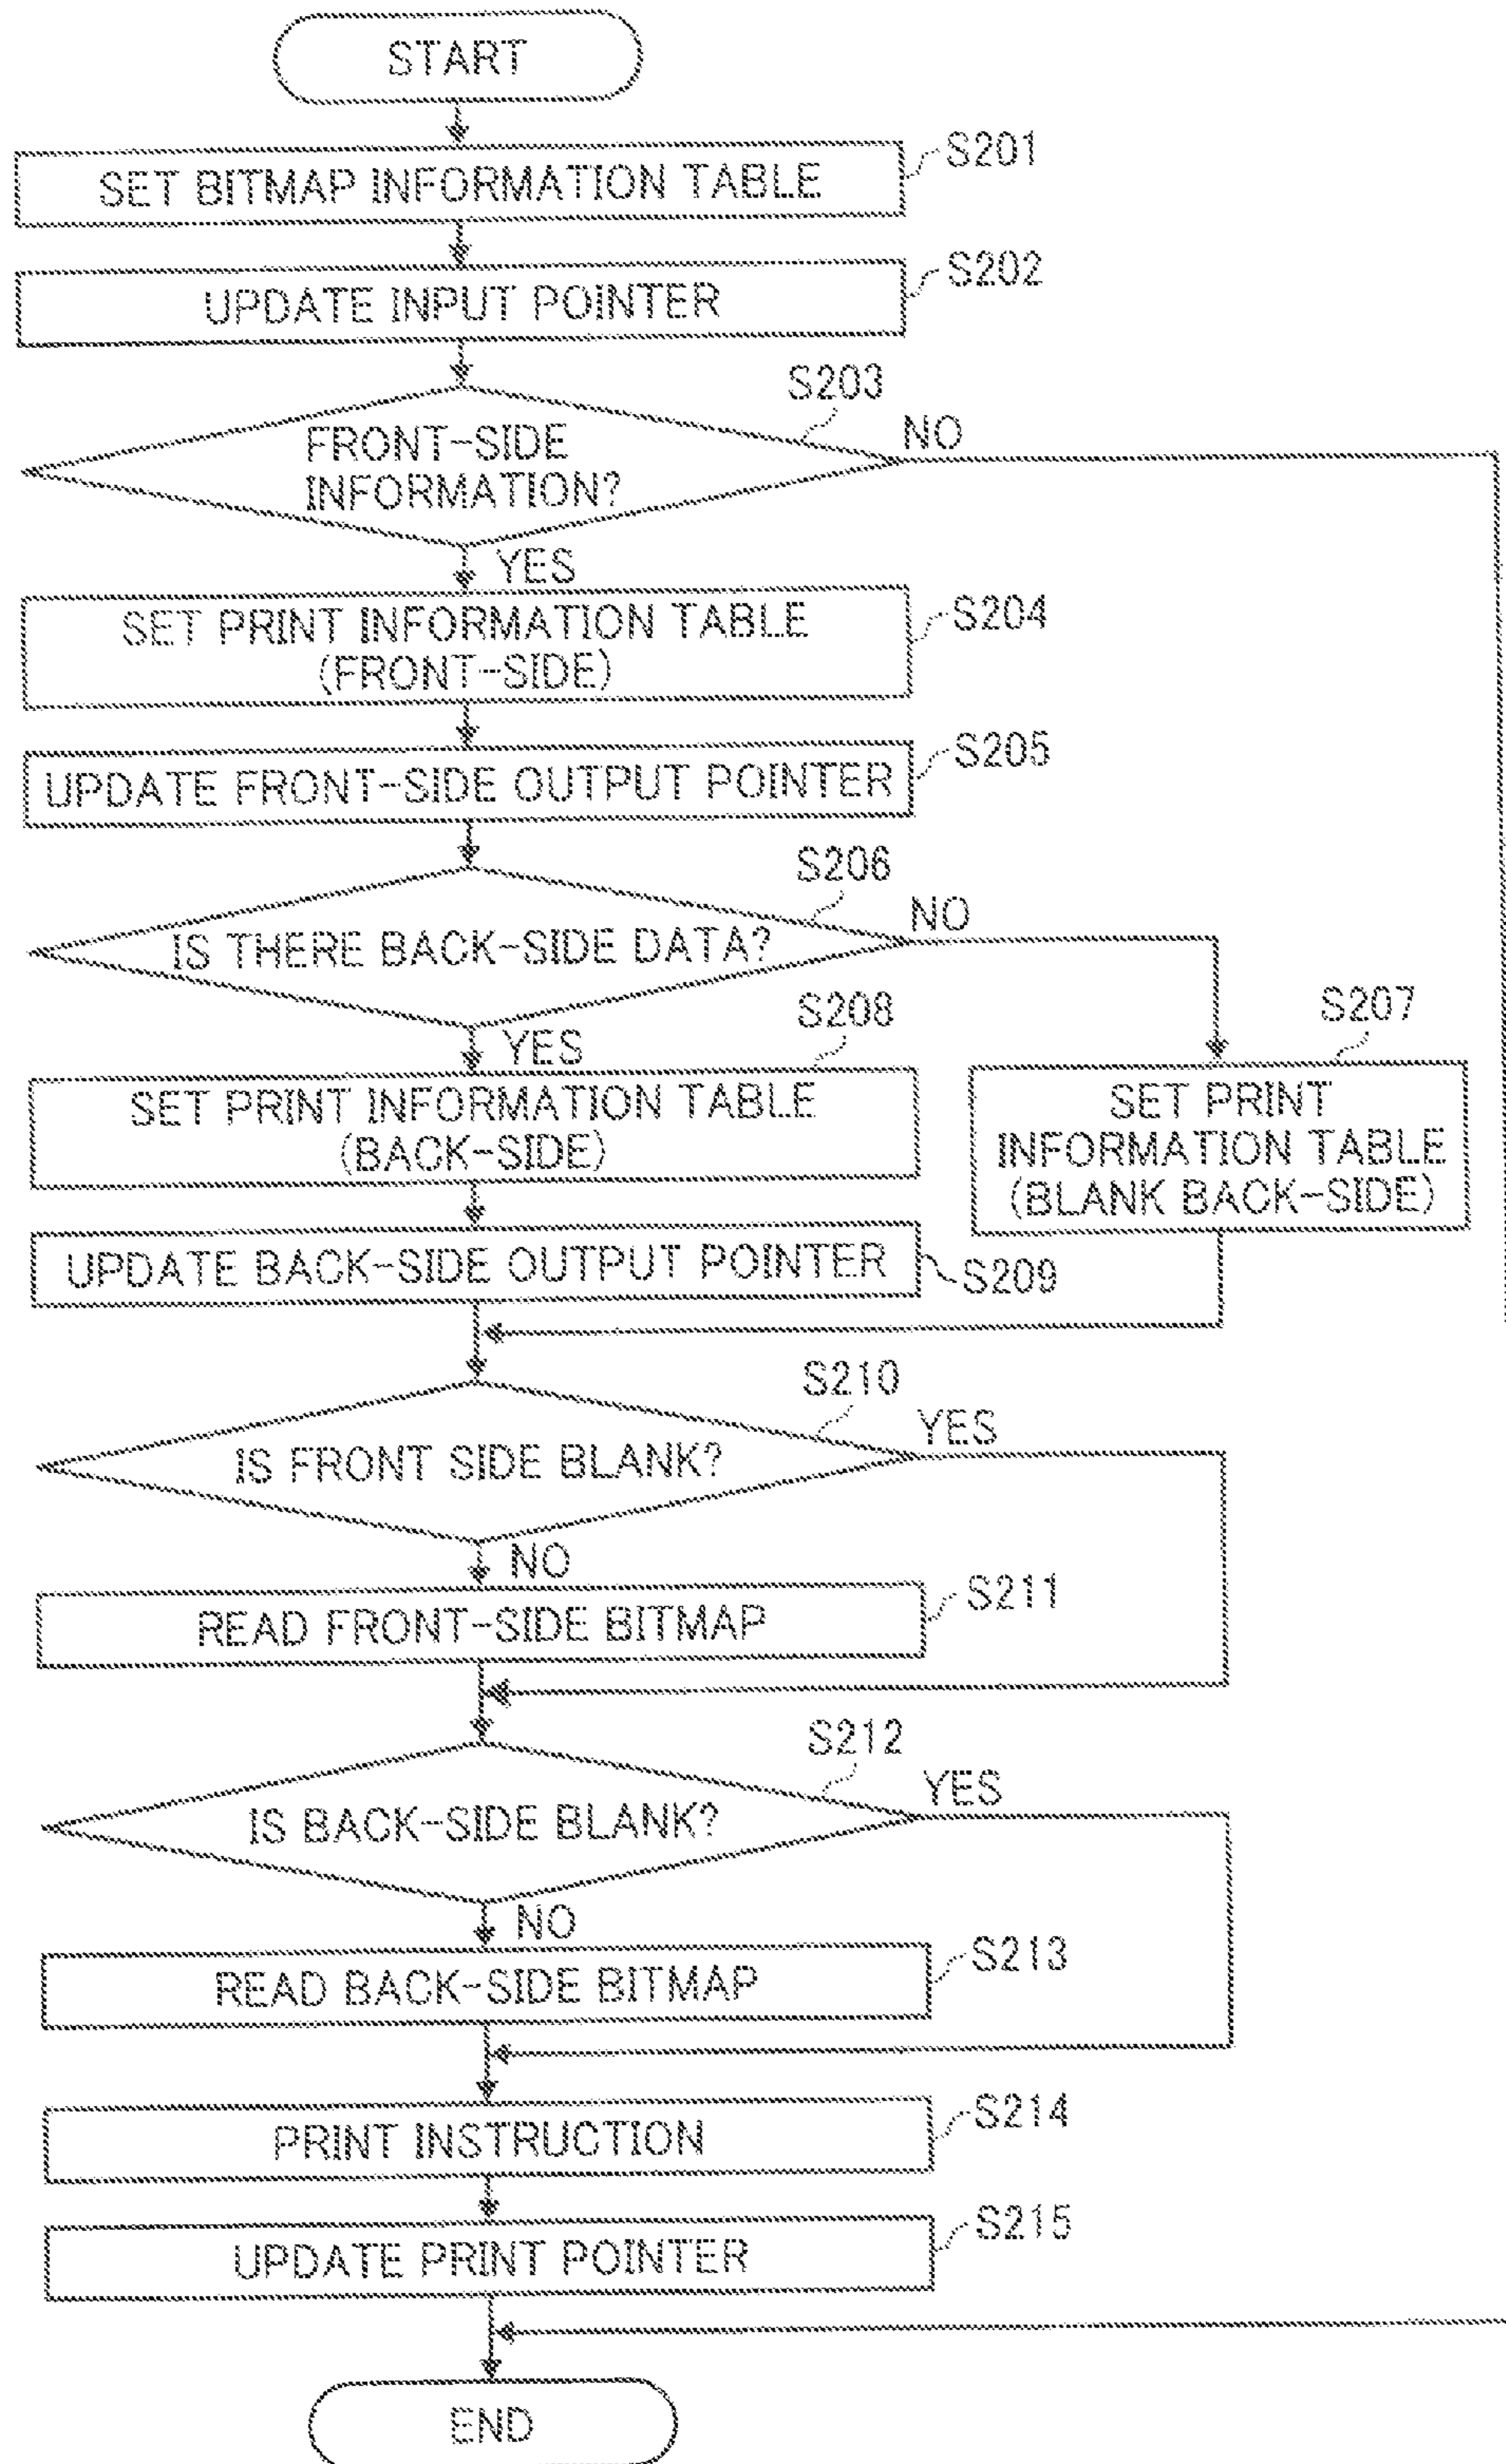 START
SET BITMAP INFORMATION TABLE
S201
UPDATE INPUT POINTER
S202
S203
FRONT-SIDE
INFORMATION?
NO
YES
SET PRINT INFORMATION TABLE
(FRONT-SIDE)
S204
UPDATE FRONT-SIDE OUTPUT POINTER
S205
S206
IS THERE BACK-SIDE DATA?
NO
YES
S208
S207
SET PRINT INFORMATION TABLE
(BACK-SIDE)
SET PRINT
INFORMATION TABLE
(BLANK BACK-SIDE)
UPDATE BACK-SIDE OUTPUT POINTER
S209
S210
IS FRONT SIDE BLANK?
YES
NO
READ FRONT-SIDE BITMAP
S211
S212
IS BACK-SIDE BLANK?
YES
NO
READ BACK-SIDE BITMAP
S213
PRINT INSTRUCTION
S214
UPDATE PRINT POINTER
S215
END